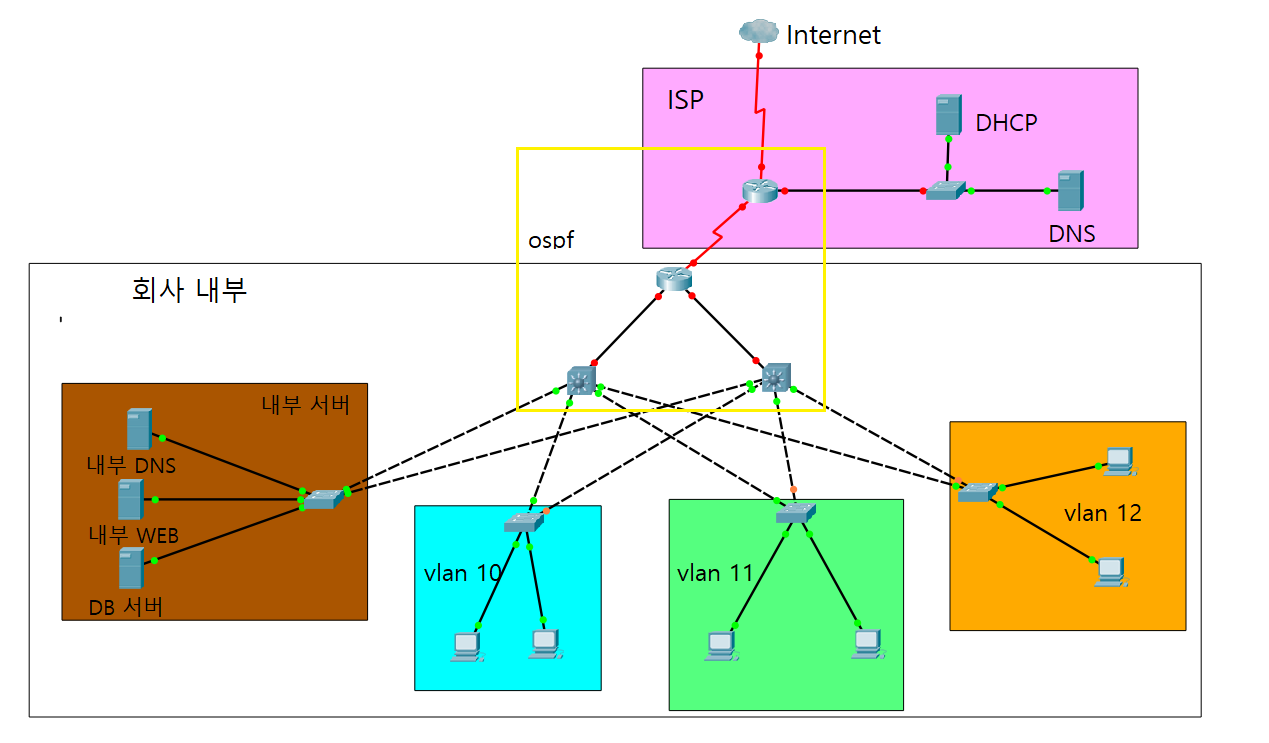 Internet
ISP
DHCP
DNS
ospf
회사 내부
내부 서버
내부 DNS
내부 WEB
DB 서버
vlan 10
vlan 11
vlan 12